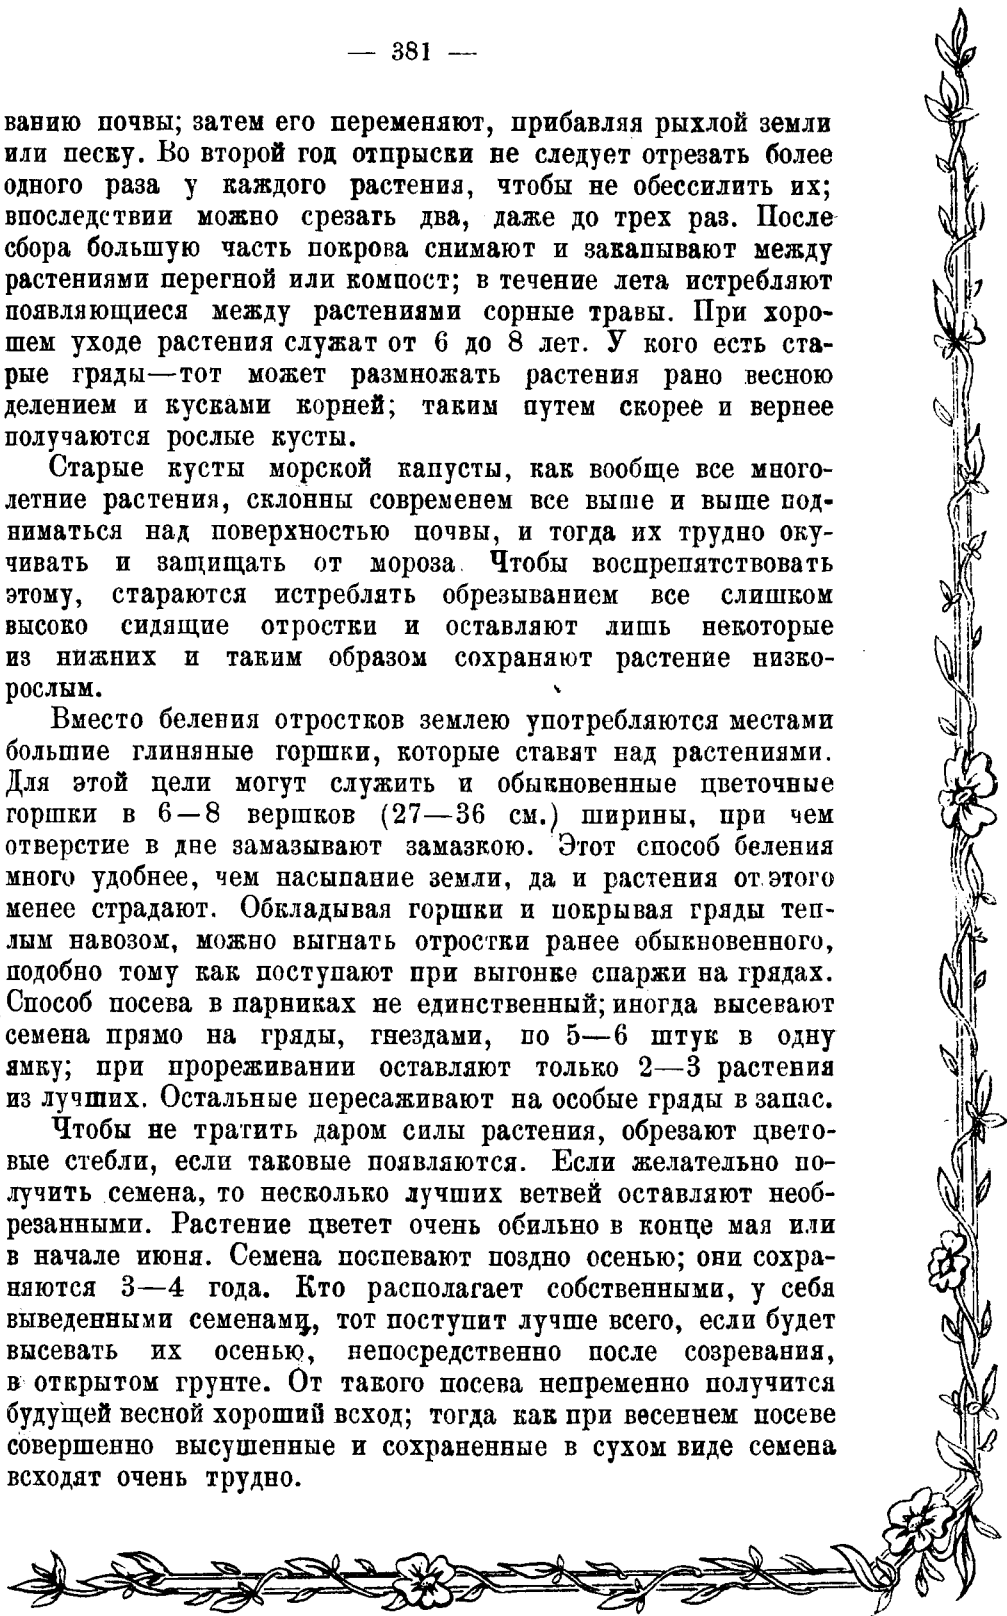 — 381 —
ванию почвы; затем его переменяют, прибавляя рыхлой земли
или песку. Во второй год отпрыски не следует отрезать более
одного раза у каждого растения, чтобы не обессилить их;
впоследствии можно срезать два, даже до трех раз. После
сбора большую часть покрова снимают и закапывают между
растениями перегной или компост; в течение лета истребляют
появляющиеся между растениями сорные травы. При хоро-
шем уходе растения служат от 6 до 8 лет. У кого есть ста-
рые гряды—тот может размножать растения рано весною
делением и кусками корней; таким путем скорее и вернее
получаются рослые кусты.
Старые кусты морской капусты, как вообще все много-
летние растения, склонны современем все выше и выше под-
ниматься над поверхностью почвы, и тогда их трудно оку-
чивать и защищать от мороза. Чтобы воспрепятствовать
этому, стараются истреблять обрезыванием все слишком
высоко сидящие отростки и оставляют лишь некоторые
из нижних и таким образом сохраняют растение низко-
рослым.
Вместо беления отростков землею употребляются местами
большие глиняные горшки, которые ставят над растениями.
Для этой цели могут служить и обыкновенные цветочные
горшки в 6—8 вершков (27—36 см.) ширины, при чем
отверстие в дне замазывают замазкою. Этот способ беления
много удобнее, чем насыпание земли, да и растения от этого
менее страдают. Обкладывая горшки и покрывая гряды теп-
лым навозом, можно выгнать отростки ранее обыкновенного,
подобно тому как поступают при выгонке спаржи на грядах.
Способ посева в парниках не единственный; иногда высевают
семена прямо на гряды, гнездами, по 5—6 штук в одну
ямку; при прореживании оставляют только 2—3 растения
из лучших. Остальные пересаживают на особые гряды в запас.
Чтобы не тратить даром силы растения, обрезают цвето-
вые стебли, если таковые появляются. Если желательно по-
лучить семена, то несколько лучших ветвей оставляют необ-
резанными. Растение цветет очень обильно в конце мая или
в начале июня. Семена поспевают поздно осенью; они сохра-
няются 3—4 года. Кто располагает собственными, у себя
выведенными семенами, тот поступит лучше всего, если будет
высевать их осенью, непосредственно после созревания,
в открытом грунте. От такого посева непременно получится
будущей весной хороший всход; тогда как при весеннем посеве
совершенно высушенные и сохраненные в сухом виде семена
всходят очень трудно.